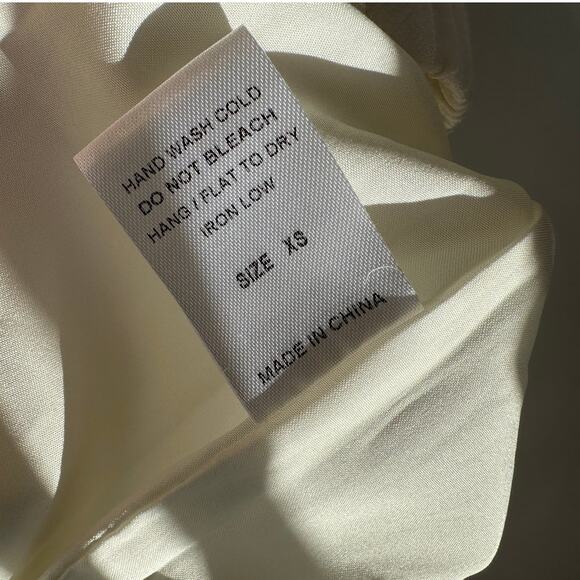 HAND WASH COLD
DO NOT BLEACH
HANG / FLAT TO DRY
IRON LOW
SIZE XS
MADE IN CHINA